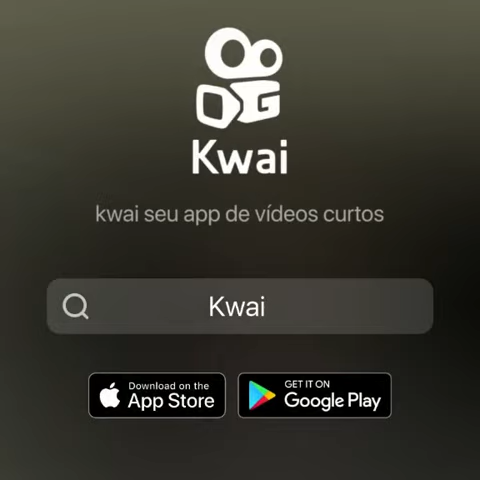 Kwai
kwai seu app de vídeos curtos
Kwai
Download on the
App Store
GET IT ON
Google Play